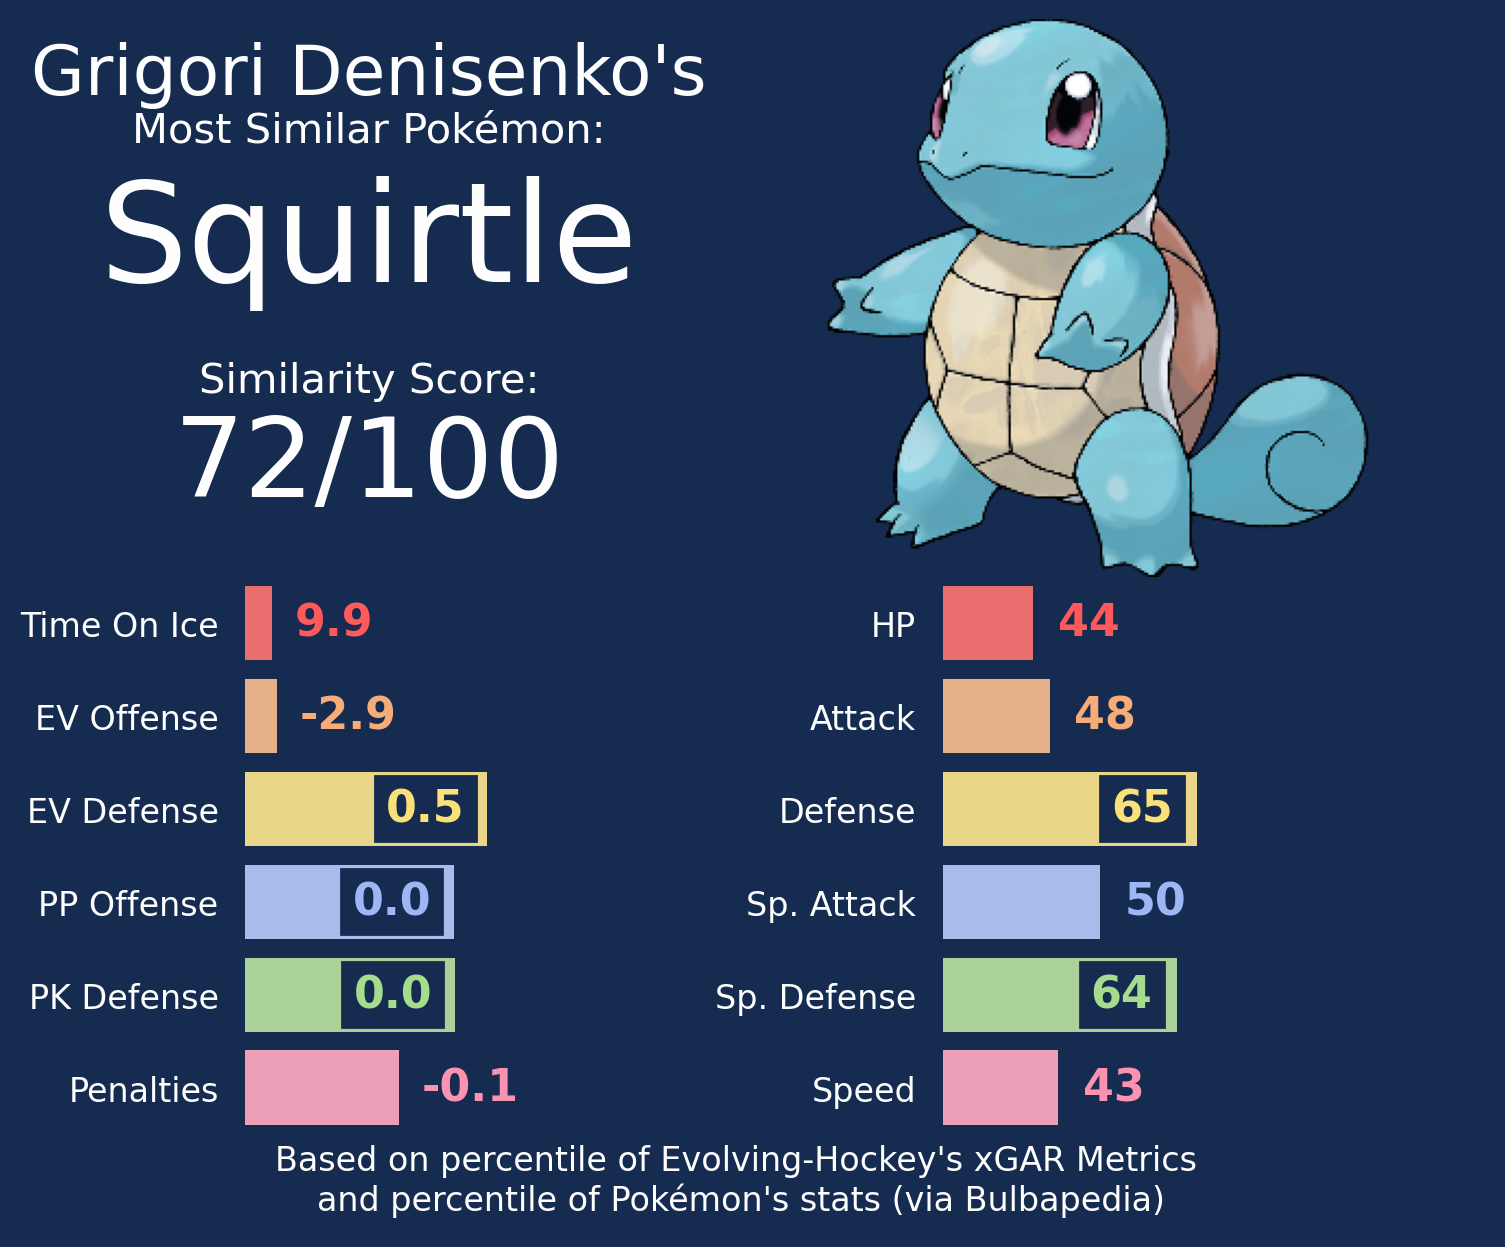 Grigori Denisenko's
Most Similar Pokémon:
Squirtle
Similarity Score:
72/100
Time On Ice 9.9
EV Offense -2.9
EV Defense 0.5
PP Offense 0.0
PK Defense 0.0
Penalties -0.1
HP 44
Attack 48
Defense 65
Sp. Attack 50
Sp. Defense 64
Speed 43
Based on percentile of Evolving-Hockey's xGAR Metrics
and percentile of Pokémon's stats (via Bulbapedia)